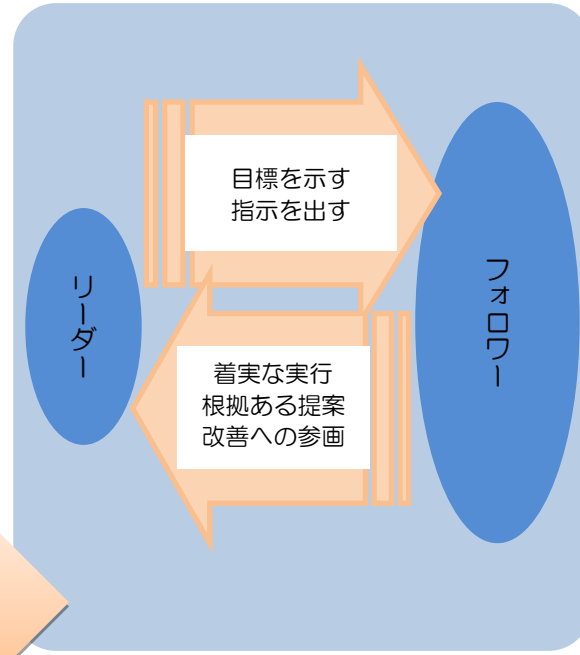 目標を示す
指示を出す
リーダー
フォロワー
着実な実行
根拠ある提案
改善への参画